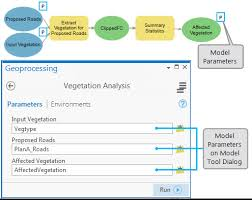 P
P
P
Proposed Roads
Input Vegetation
Extract
Vegetation for
Proposed Roads
ClippedFC
Summary
Statistics
Affected
Vegetation
Model
Parameters
Geoprocessing
Vegetation Analysis
Parameters | Environments
Input Vegetation
Vegtype
Proposed Roads
PlanA_Roads
Affected Vegetation
AffectedVegetation
Run
Model
Parameters
on Model
Tool Dialog